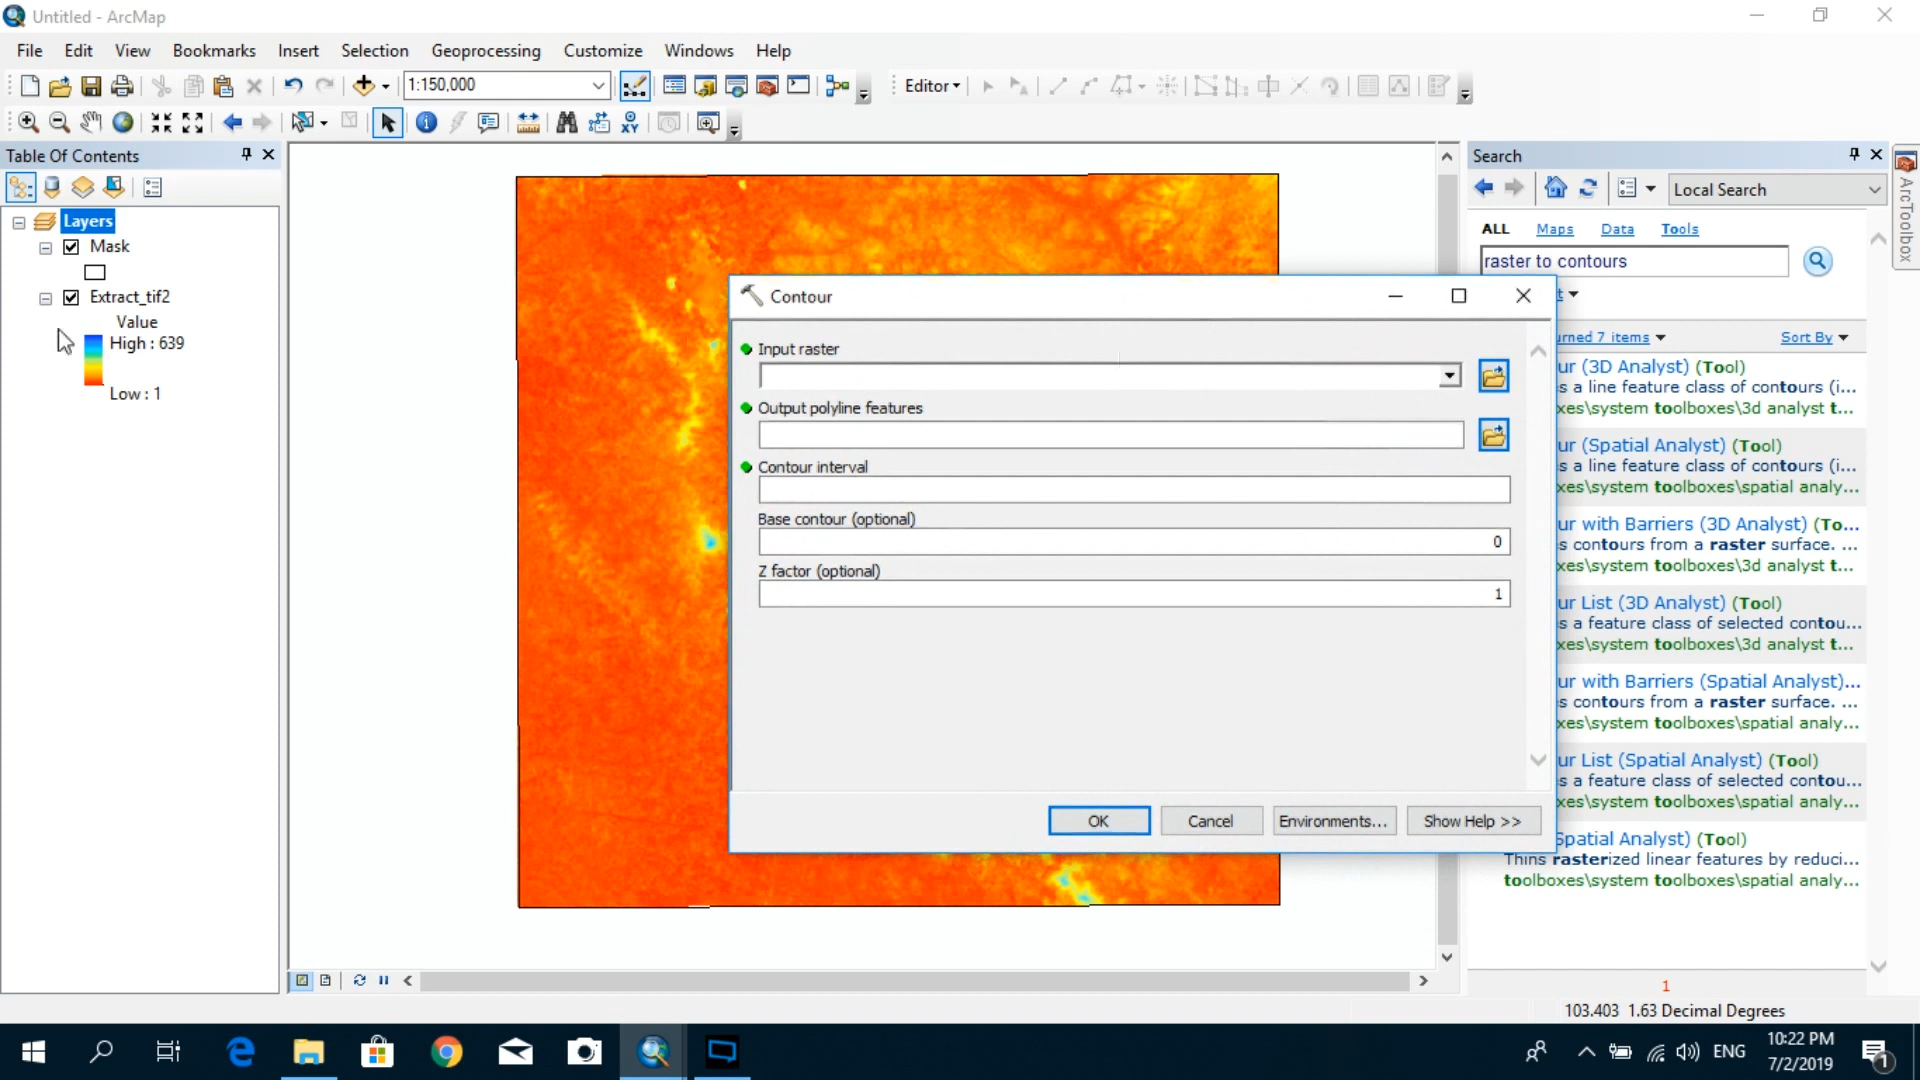 Untitled - ArcMap
File Edit View Bookmarks Insert Selection Geoprocessing Customize Windows Help
1:150,000
Editor
XY
Table Of Contents
Layers
Mask
Extract_tif2
Value
High : 639
Low : 1
Contour
Input raster
Output polyline features
Contour interval
Base contour (optional)
0
Z factor (optional)
1
OK Cancel Environments... Show Help >>
Search
Local Search
ALL Maps Data Tools
raster to contours
urned 7 items Sort By
ur (3D Analyst) (Tool)
s a line feature class of contours (i...
xes\system toolboxes\3d analyst t...
ur (Spatial Analyst) (Tool)
s a line feature class of contours (i...
xes\system toolboxes\spatial analy...
ur with Barriers (3D Analyst) (To...
s contours from a raster surface. ...
xes\system toolboxes\3d analyst t...
ur List (3D Analyst) (Tool)
s a feature class of selected contou...
xes\system toolboxes\3d analyst t...
ur with Barriers (Spatial Analyst)...
s contours from a raster surface. ...
xes\system toolboxes\spatial analy...
ur List (Spatial Analyst) (Tool)
s a feature class of selected contou...
xes\system toolboxes\spatial analy...
Spatial Analyst) (Tool)
Thins rasterized linear features by reduci...
toolboxes\system toolboxes\spatial analy...
1
ArcToolbox
103.403 1.63 Decimal Degrees
ENG
10:22 PM
7/2/2019
1